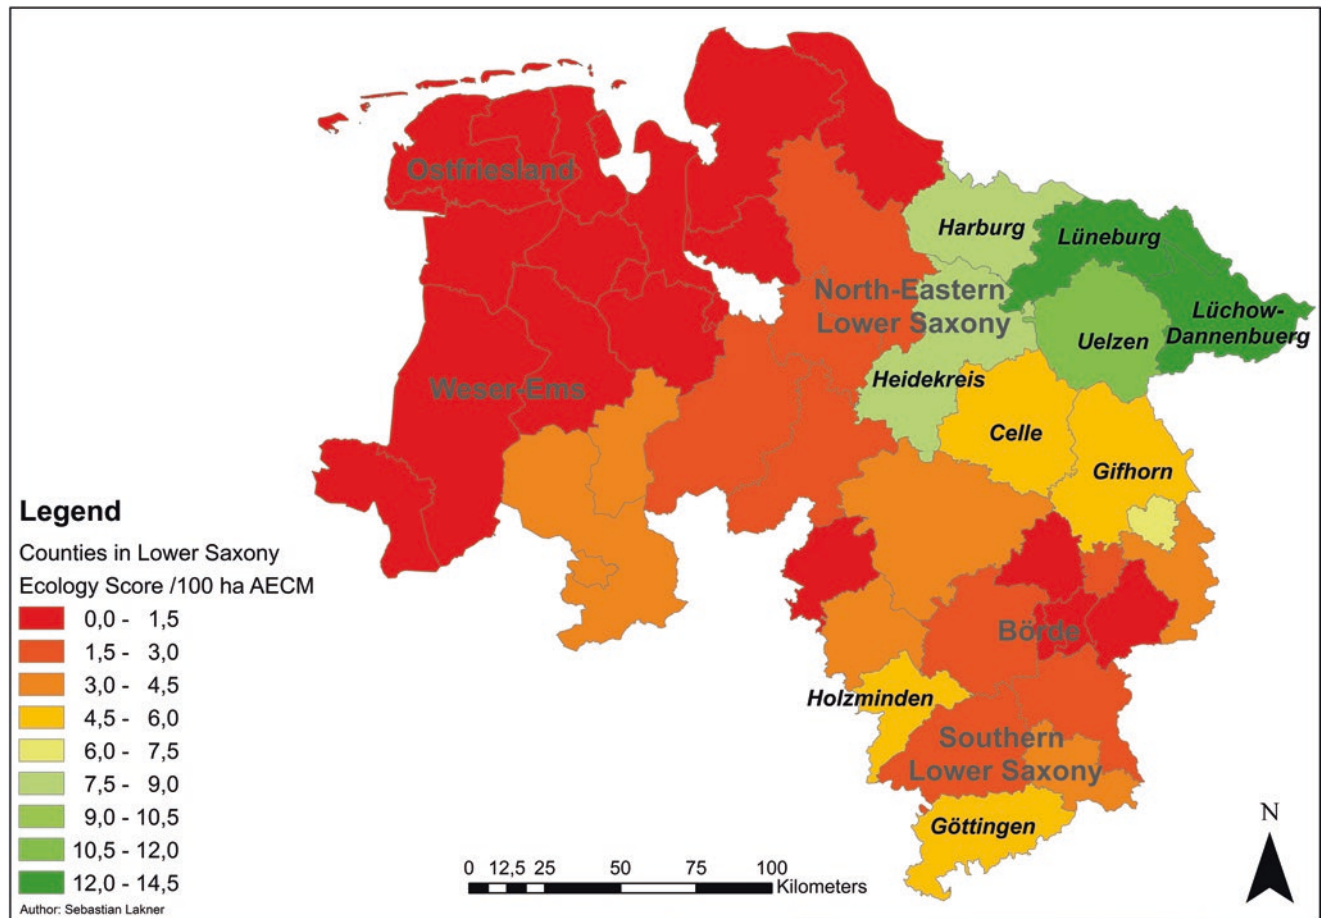 Ostfriesland
Harburg
Lüneburg
North-Eastern
Lower Saxony
Lüchow-
Dannenbuerg
Uelzen
Heidekreis
Weser-Ems
Celle
Gifhorn
Börde
Holzminden
Southern
Lower Saxony
Göttingen
Legend
Counties in Lower Saxony
Ecology Score /100 ha AECM
0,0 - 1,5
1,5 - 3,0
3,0 - 4,5
4,5 - 6,0
6,0 - 7,5
7,5 - 9,0
9,0 - 10,5
10,5 - 12,0
12,0 - 14,5
Author: Sebastian Lakner
0 12,5 25 50 75 100
Kilometers
N